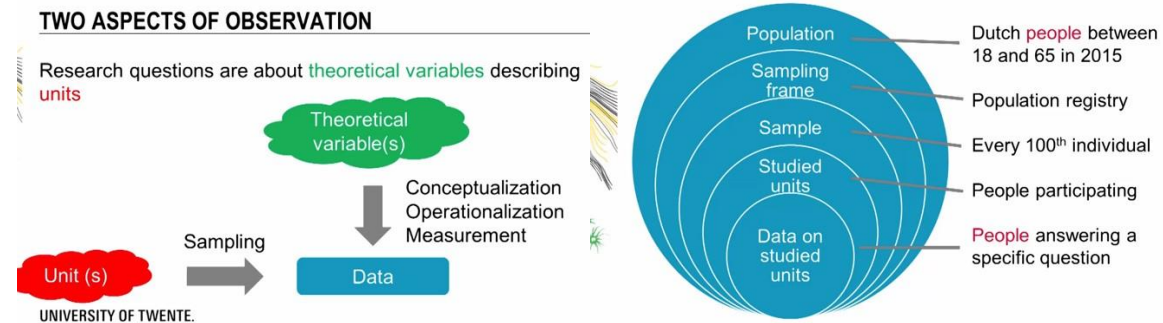 TWO ASPECTS OF OBSERVATION
Research questions are about theoretical variables describing
units
Theoretical
variable(s)
Conceptualization
Operationalization
Measurement
Sampling
Unit (s)
Data
UNIVERSITY OF TWENTE.
Population
Dutch people between
18 and 65 in 2015
Sampling
frame
Population registry
Sample
Every 100th individual
Studied
units
People participating
Data on
studied
units
People answering a
specific question